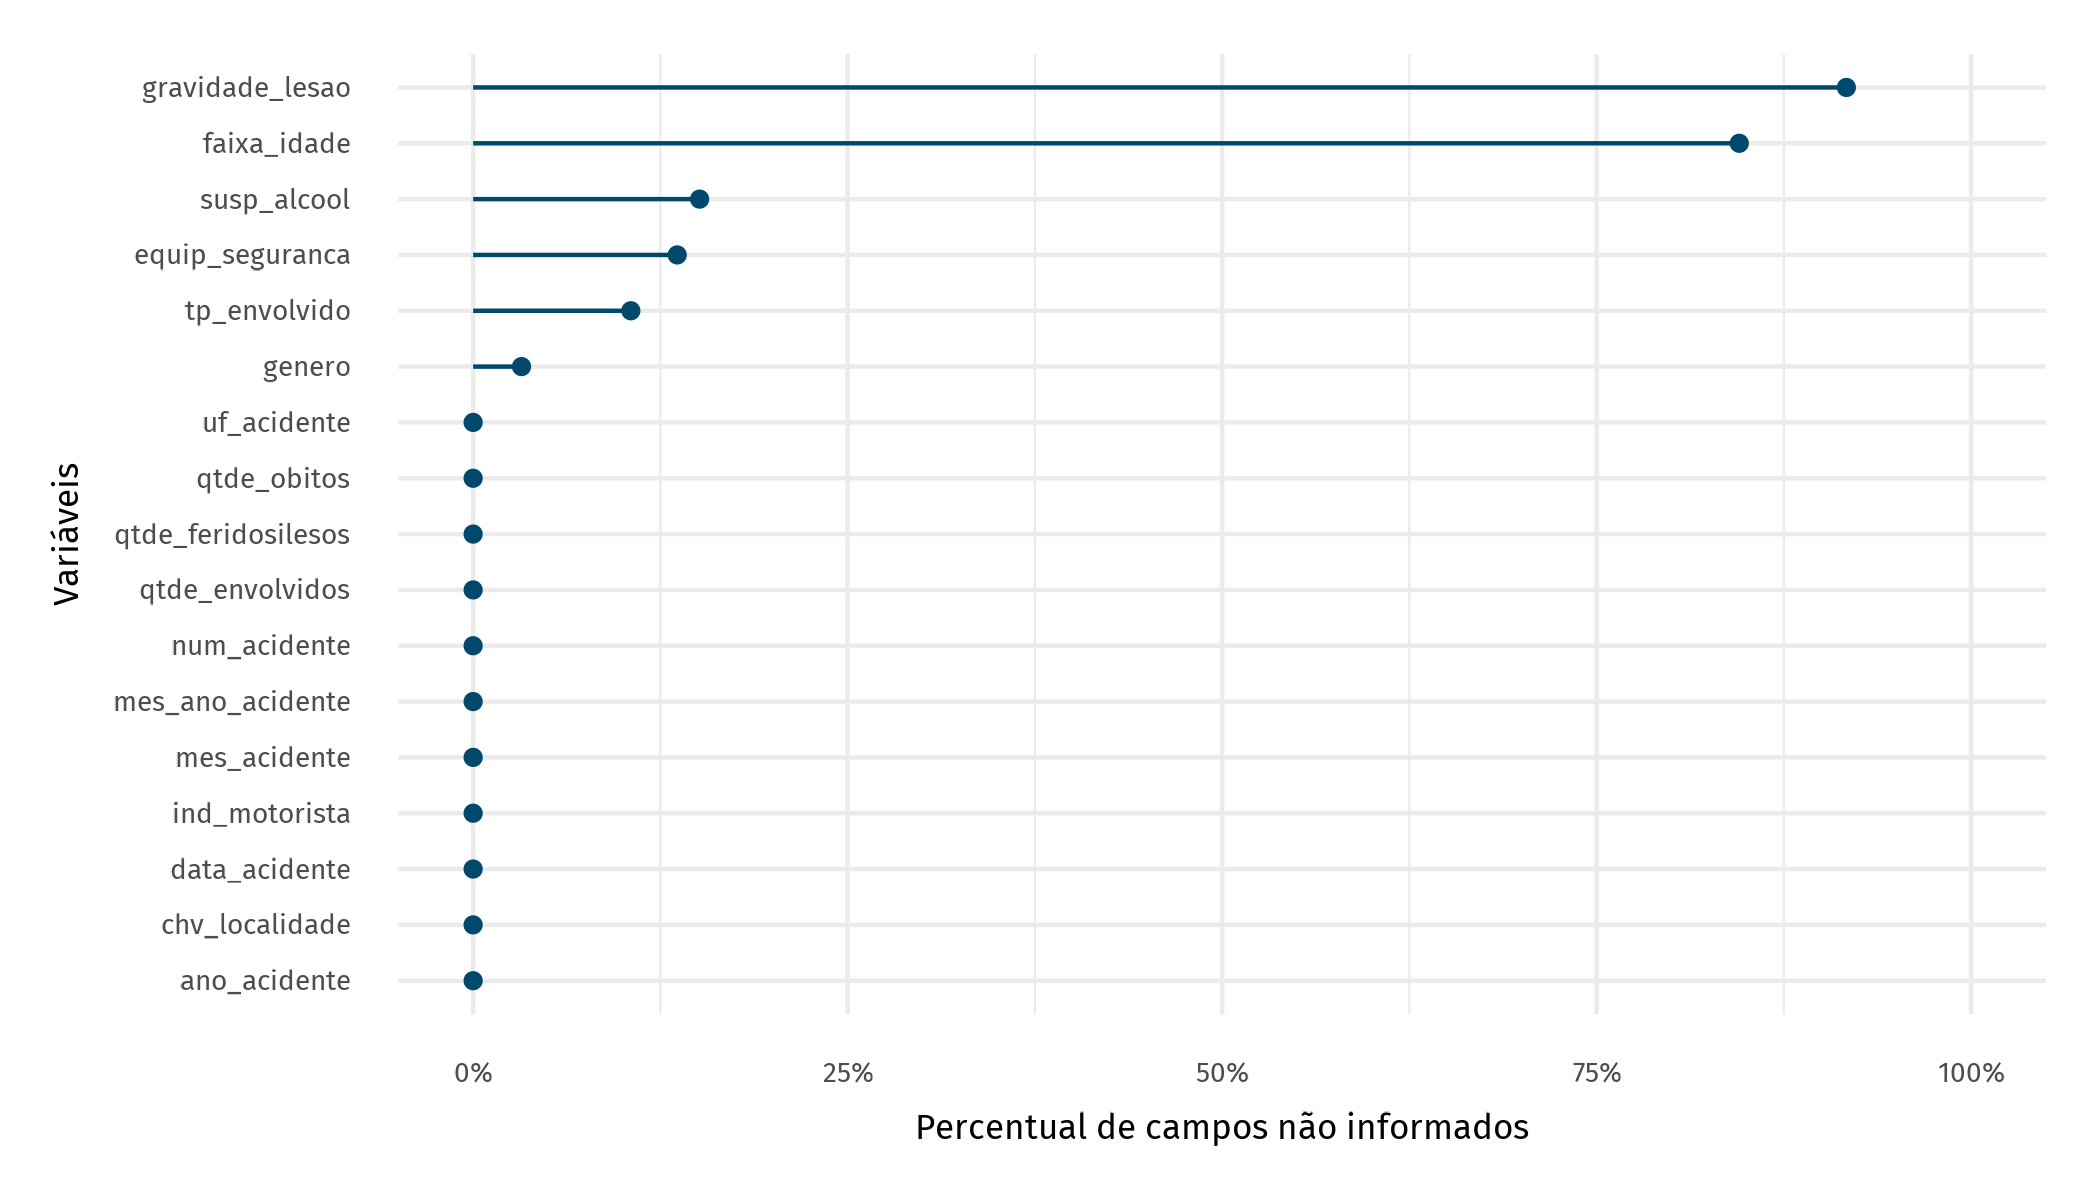 gravidade_lesao
faixa_idade
susp_alcool
equip_seguranca
tp_envolvido
genero
uf_acidente
qtde_obitos
qtde_feridosilesos
qtde_envolvidos
num_acidente
mes_ano_acidente
mes_acidente
ind_motorista
data_acidente
chv_localidade
ano_acidente
Variáveis
0% 25% 50% 75% 100%
Percentual de campos não informados